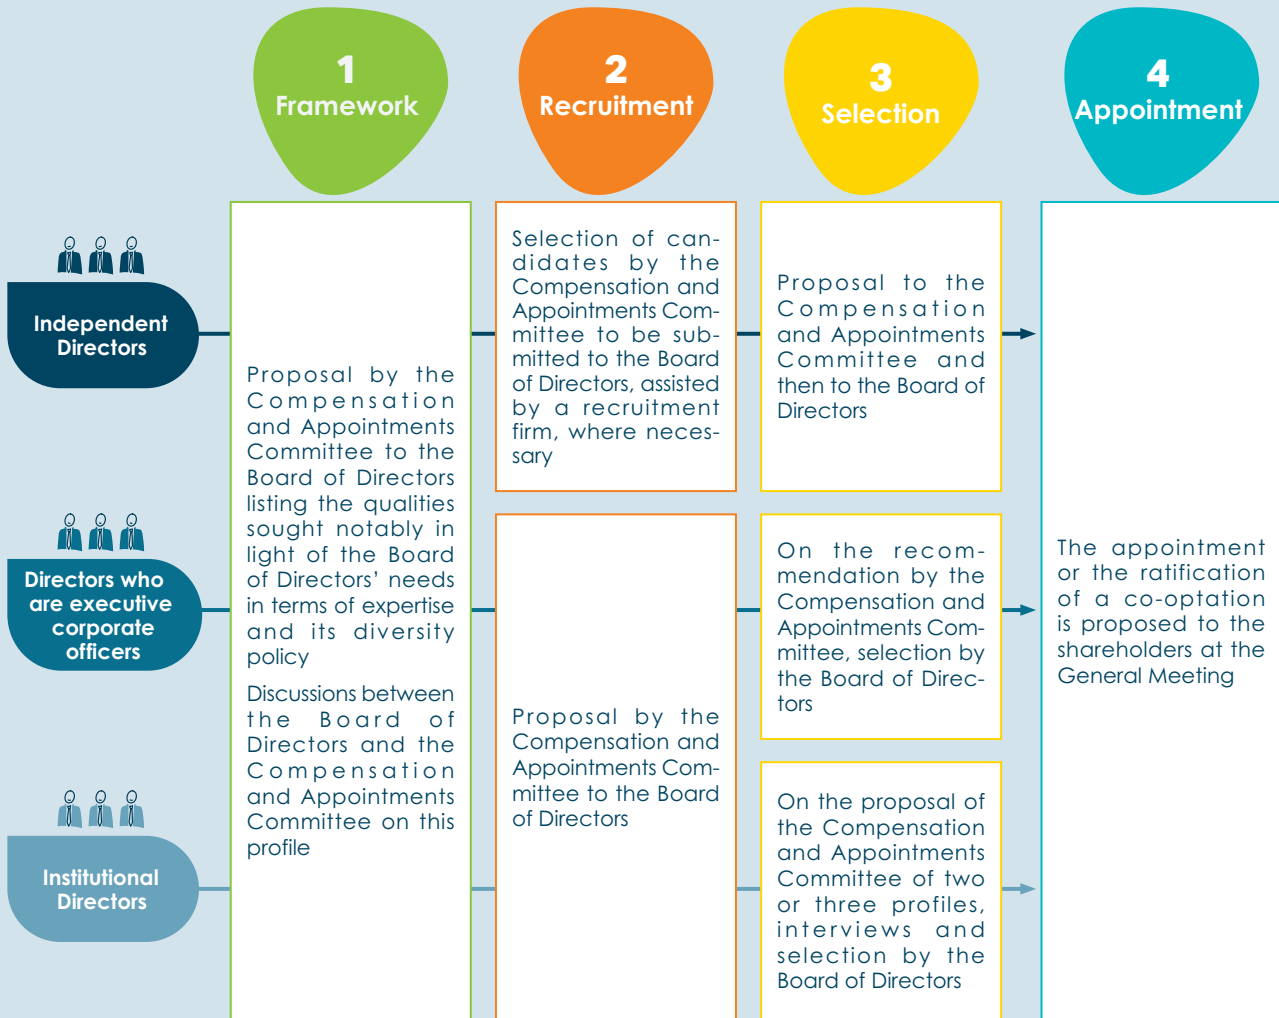 1
Framework
2
Recruitment
3
Selection
4
Appointment
Independent
Directors
Directors who
are executive
corporate
officers
Institutional
Directors
Proposal by the
Compensation
and Appointments
Committee to the
Board of Directors
listing the qualities
sought notably in
light of the Board
of Directors’ needs
in terms of expertise
and its diversity
policy
Discussions between
the Board of
Directors and the
Compensation
and Appointments
Committee on this
profile
Selection of can-
didates by the
Compensation and
Appointments Com-
mittee to be sub-
mitted to the Board
of Directors, assisted
by a recruitment
firm, where neces-
sary
Proposal by the
Compensation and
Appointments Com-
mittee to the Board
of Directors
Proposal to the
Compensation
and Appointments
Committee and
then to the Board of
Directors
On the recom-
mendation by the
Compensation and
Appointments Com-
mittee, selection by
the Board of Direc-
tors
On the proposal of
the Compensation
and Appointments
Committee of two
or three profiles,
interviews and
selection by the
Board of Directors
The appointment
or the ratification
of a co-optation
is proposed to the
shareholders at the
General Meeting